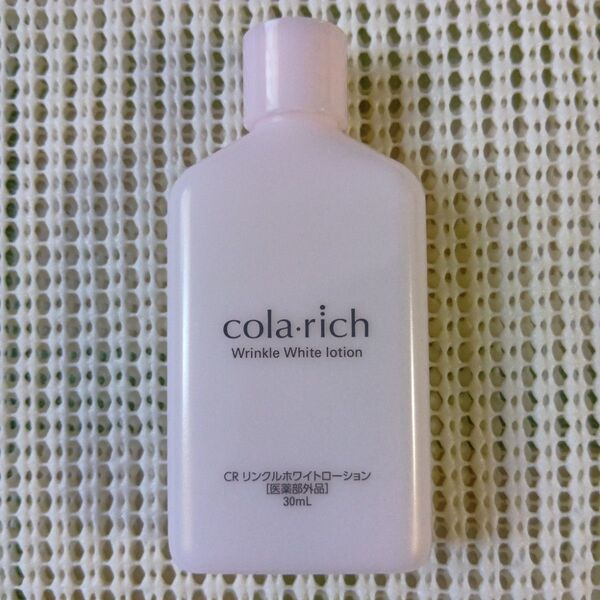 cola·rich
Wrinkle White lotion
CR リンクルホワイトローション
[医薬部外品]
30mL